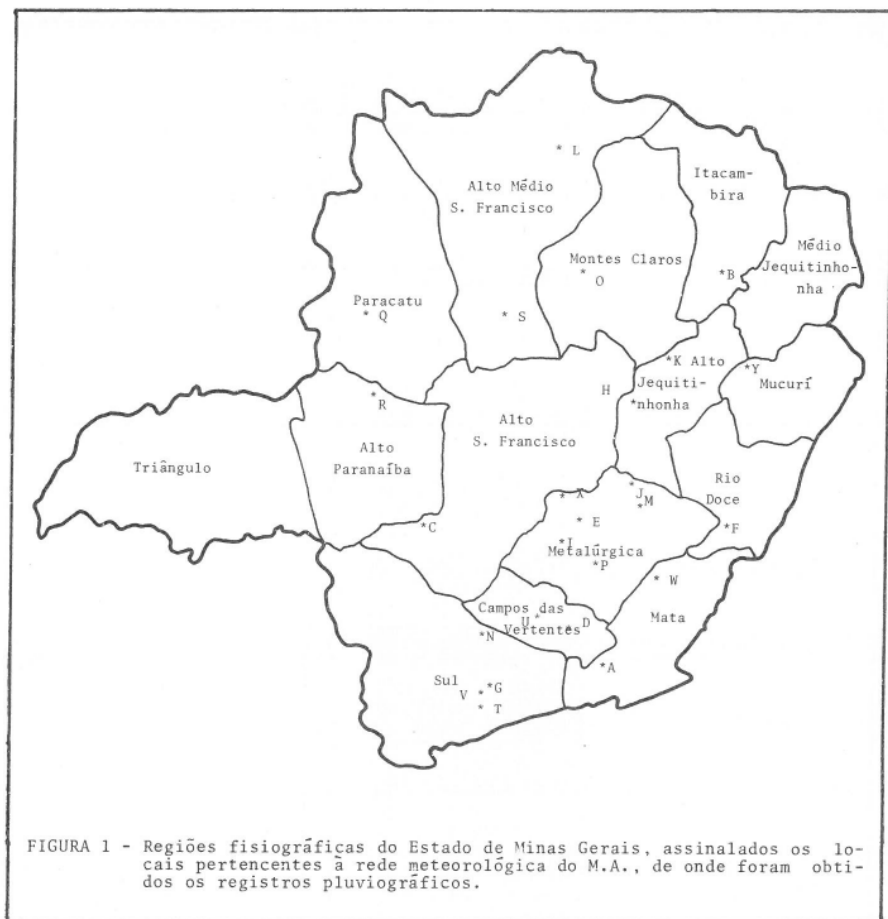 * L
Alto Médio
S. Francisco
Itacam-
bira
Médio
Jequitinho-
nha
Montes Claros
* O
*B
Paracatu
* Q
* S
*K Alto
Jequiti-
*nhonha
*Y
Mucurí
H
*
R
Alto
S. Francisco
Triângulo
Alto
Paranaíba
Rio
Doce
*J
*M
* X
* E
*F
*C
*I
Metalúrgica
*P
* W
Campos das
U* * D
Vertentes
*N
Mata
*A
Sul
V * *G
* T
FIGURA 1 - Regiões fisiográficas do Estado de Minas Gerais, assinalados os lo-
cais pertencentes à rede meteorológica do M.A., de onde foram obti-
dos os registros pluviográficos.